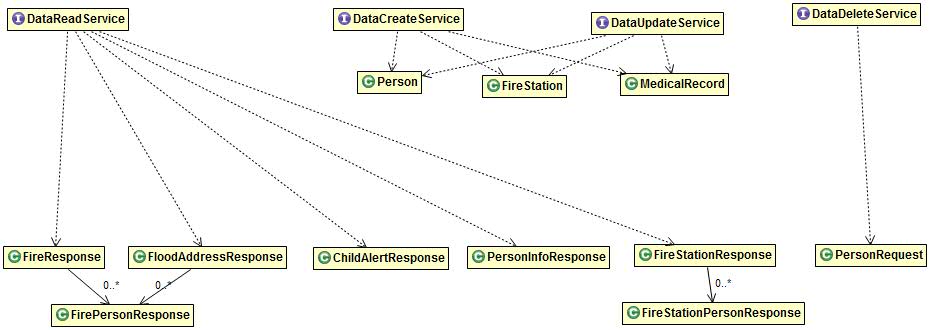 I DataReadService
I DataCreateService
I DataUpdateService
I DataDeleteService
C Person
C FireStation
C MedicalRecord
C FireResponse
C FloodAddressResponse
C ChildAlertResponse
C PersonInfoResponse
C FireStationResponse
C PersonRequest
0..*
0..*
0..*
C FirePersonResponse
C FireStationPersonResponse